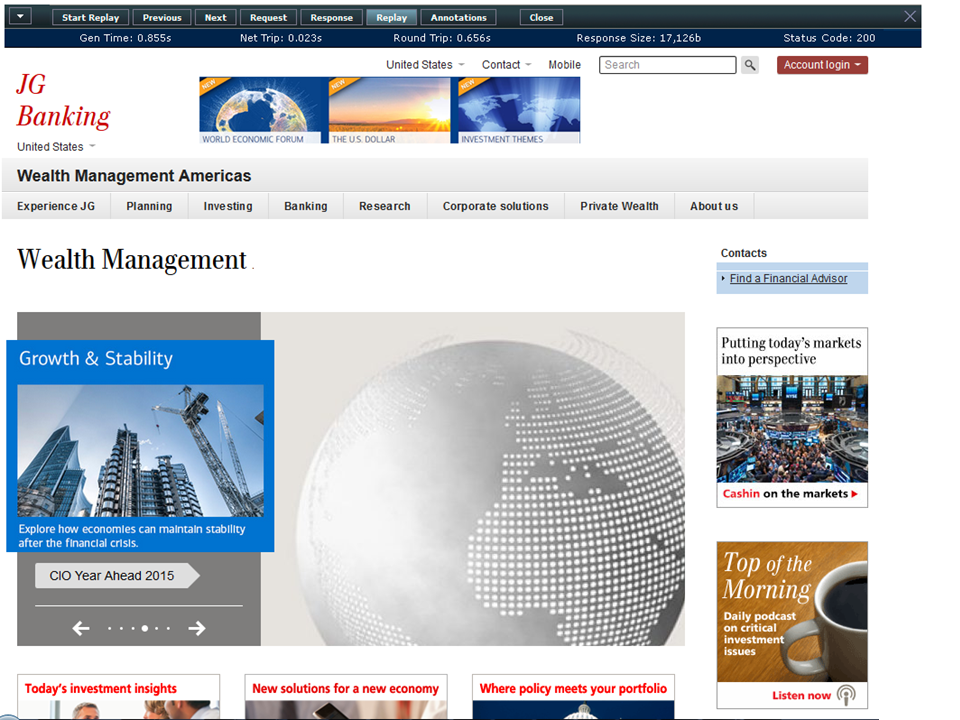 Start Replay Previous Next Request Response Replay Annotations Close
Gen Time: 0.855s Net Trip: 0.023s Round Trip: 0.656s Response Size: 17,126b Status Code: 200
United States Contact Mobile Search Account login
JG
Banking
NEW NEW NEW
WORLD ECONOMIC FORUM THE U.S. DOLLAR INVESTMENT THEMES
United States
Wealth Management Americas
Experience JG Planning Investing Banking Research Corporate solutions Private Wealth About us
Wealth Management
Contacts
Find a Financial Advisor
Growth & Stability
Explore how economies can maintain stability
after the financial crisis.
CIO Year Ahead 2015
Putting today's markets
into perspective
NYSE
Cashin on the markets
Top of the
Morning
Daily podcast
on critical
investment
issues
Listen now
Today's investment insights
New solutions for a new economy
Where policy meets your portfolio